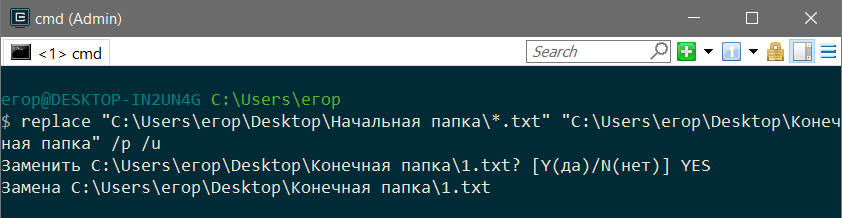 cmd (Admin)
<1> cmd
Search
1
егор@DESKTOP-IN2UN4G C:\Users\егор
$ replace "C:\Users\егор\Desktop\Начальная папка\*.txt" "C:\Users\егор\Desktop\Конеч
ная папка" /p /u
Заменить C:\Users\егор\Desktop\Конечная папка\1.txt? [Y(да)/N(нет)] YES
Замена C:\Users\егор\Desktop\Конечная папка\1.txt